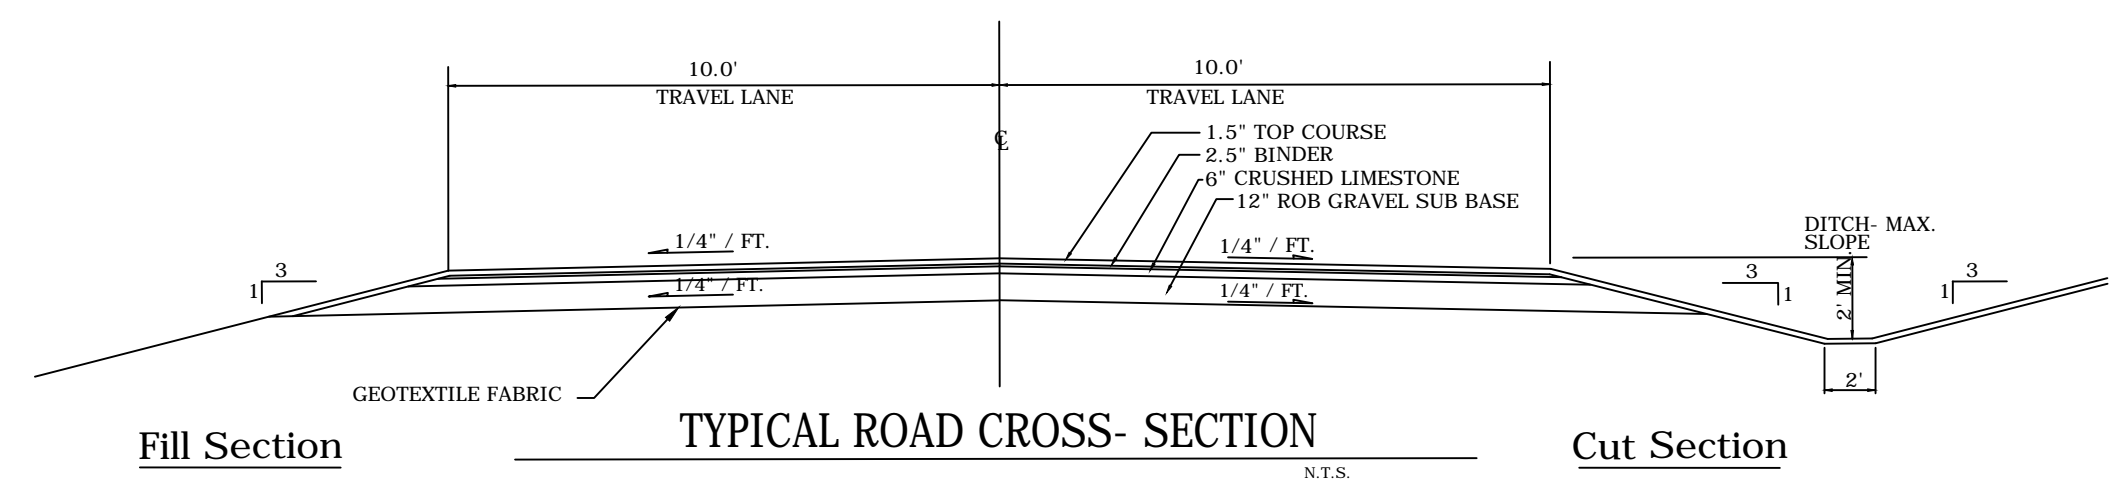 10.0'
10.0'
TRAVEL LANE
TRAVEL LANE
℄
1.5" TOP COURSE
2.5" BINDER
6" CRUSHED LIMESTONE
12" ROB GRAVEL SUB BASE
DITCH- MAX.
SLOPE
1/4" / FT.
1/4" / FT.
3
1
1/4" / FT.
1/4" / FT.
3
1
2' MIN.
3
1
2'
GEOTEXTILE FABRIC
TYPICAL ROAD CROSS- SECTION
N.T.S.
Fill Section
Cut Section